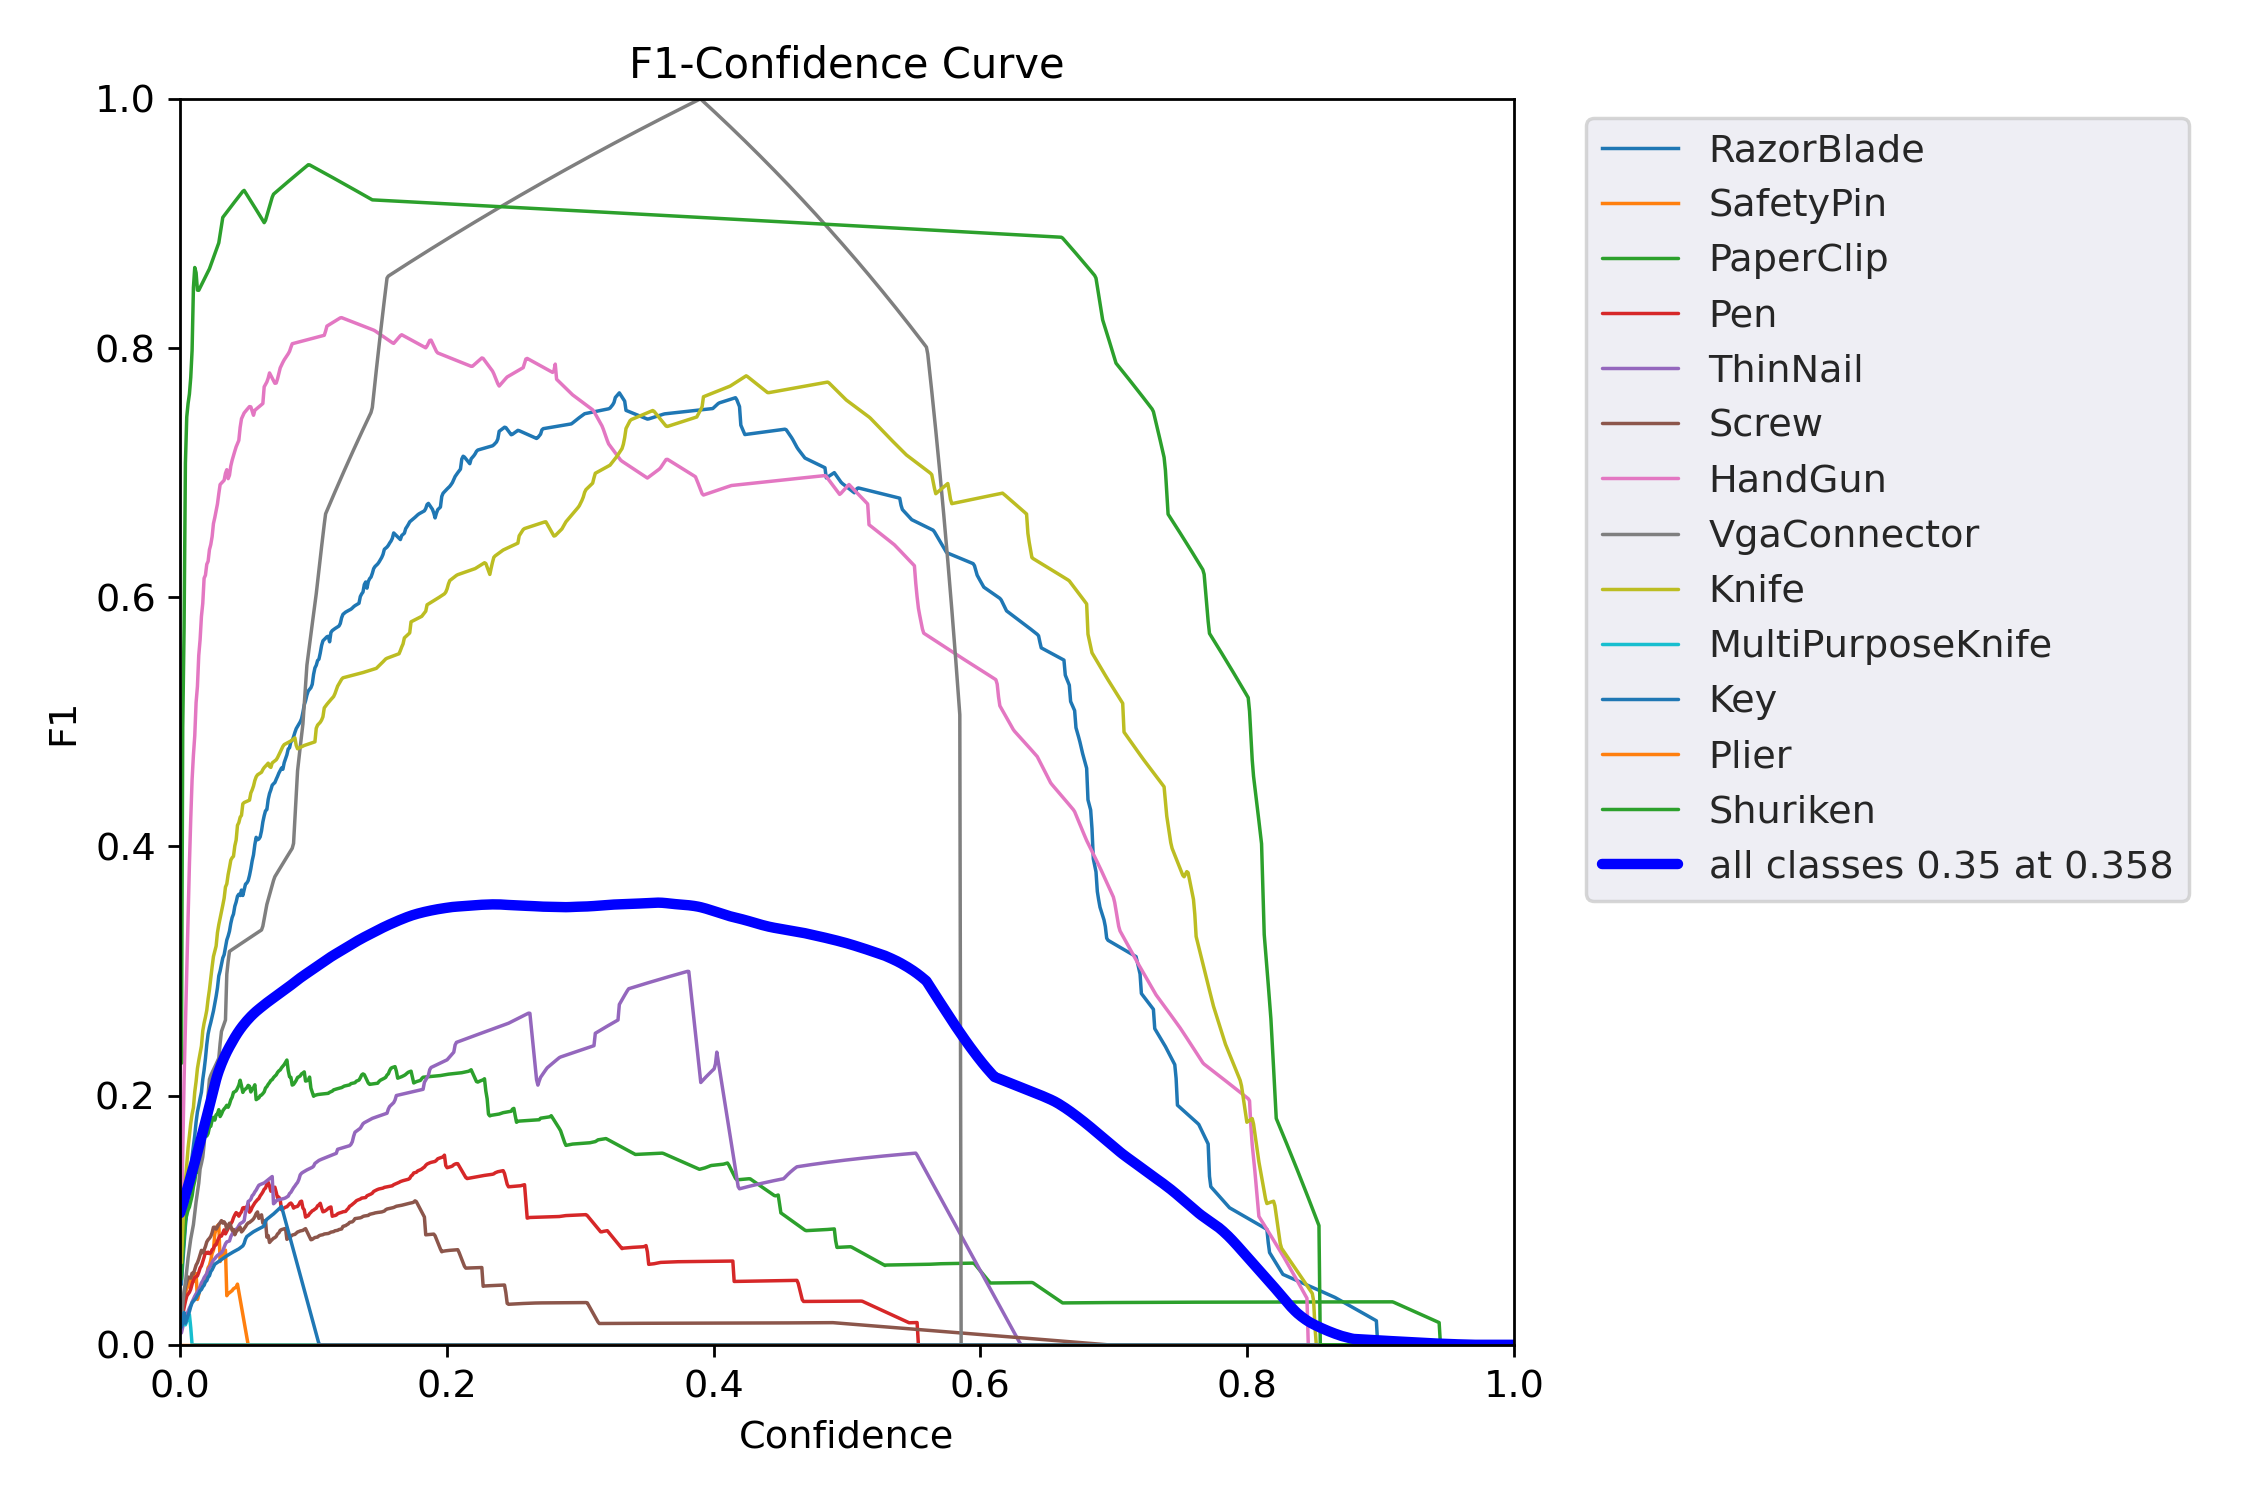 F1-Confidence Curve
1.0
0.8
0.6
0.4
0.2
0.0
F1
0.0 0.2 0.4 0.6 0.8 1.0
Confidence
RazorBlade
SafetyPin
PaperClip
Pen
ThinNail
Screw
HandGun
VgaConnector
Knife
MultiPurposeKnife
Key
Plier
Shuriken
all classes 0.35 at 0.358